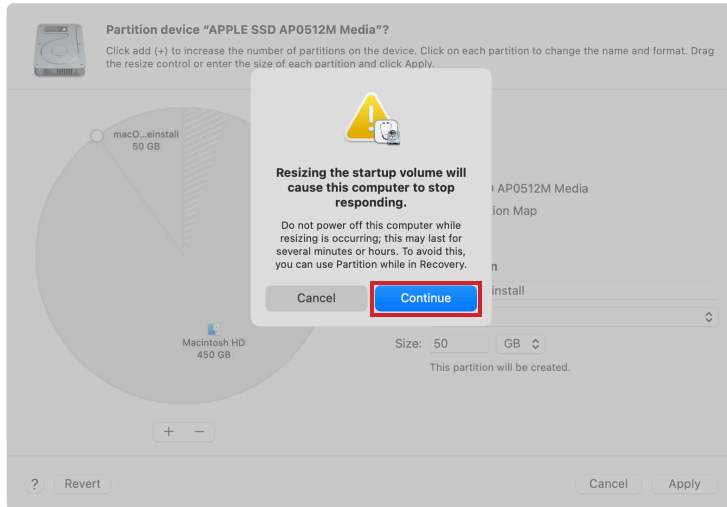 Partition device “APPLE SSD AP0512M Media”?
Click add (+) to increase the number of partitions on the device. Click on each partition to change the name and format. Drag
the resize control or enter the size of each partition and click Apply.
macO...einstall
50 GB
Resizing the startup volume will
cause this computer to stop
responding.
Do not power off this computer while
resizing is occurring; this may last for
several minutes or hours. To avoid this,
you can use Partition while in Recovery.
Cancel
Continue
AP0512M Media
Map
Macintosh HD
450 GB
Size: 50 GB
This partition will be created.
+ −
? Revert
Cancel
Apply